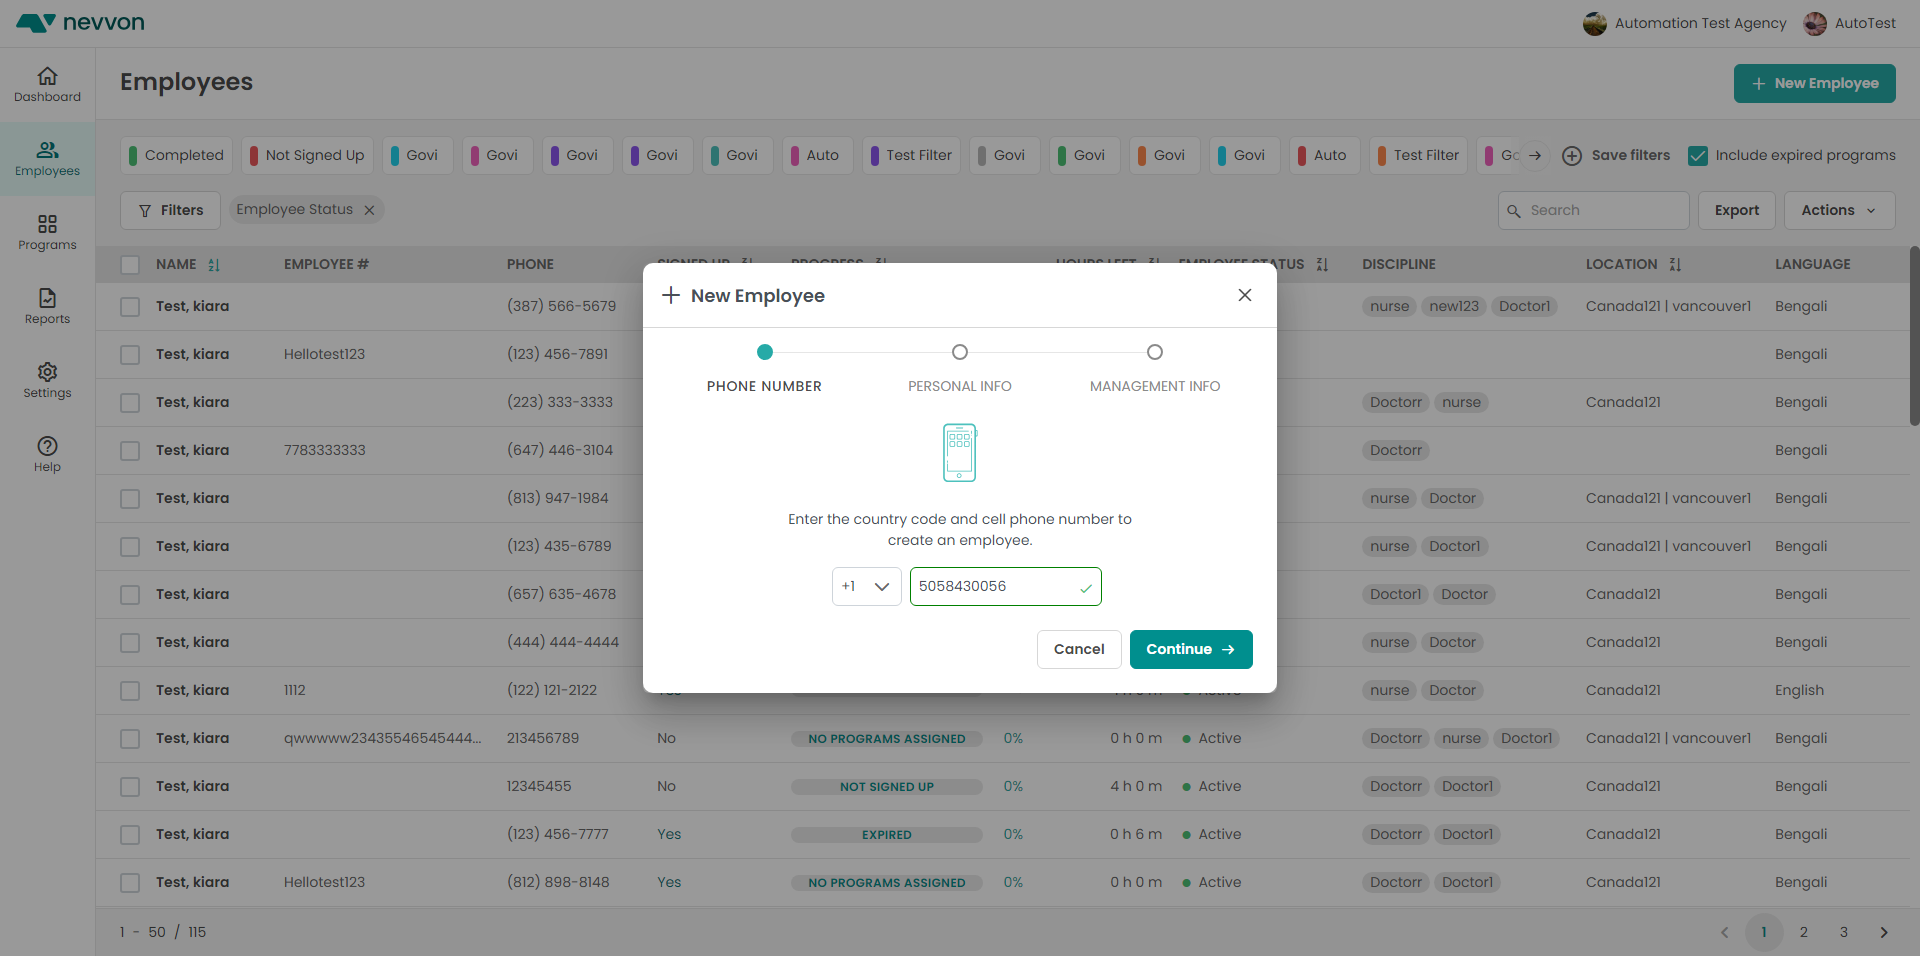 nevvon
Automation Test Agency AutoTest
Dashboard
Employees
Programs
Reports
Settings
Help
Employees
+ New Employee
Completed Not Signed Up Govi Govi Govi Govi Govi Auto Test Filter Govi Govi Govi Govi Auto Test Filter Save filters Include expired programs
Filters Employee Status Search Export Actions
NAME EMPLOYEE # PHONE DISCIPLINE LOCATION LANGUAGE
Test, kiara (387) 566-5679 nurse new123 Doctor1 Canada121 | vancouver1 Bengali
Test, kiara Hellotest123 (123) 456-7891 Bengali
Test, kiara (223) 333-3333 Doctorr nurse Canada121 Bengali
Test, kiara 7783333333 (647) 446-3104 Doctorr Bengali
Test, kiara (813) 947-1984 nurse Doctor Canada121 | vancouver1 Bengali
Test, kiara (123) 435-6789 nurse Doctor1 Canada121 | vancouver1 Bengali
Test, kiara (657) 635-4678 Doctor1 Doctor Canada121 Bengali
Test, kiara (444) 444-4444 nurse Doctor Canada121 Bengali
Test, kiara 1112 (122) 121-2122 nurse Doctor Canada121 English
Test, kiara qwwwww23435546545444... 213456789 No NO PROGRAMS ASSIGNED 0% 0 h 0 m Active Doctorr nurse Doctor1 Canada121 | vancouver1 Bengali
Test, kiara 12345455 No NOT SIGNED UP 0% 4 h 0 m Active Doctorr Doctor1 Canada121 Bengali
Test, kiara (123) 456-7777 Yes EXPIRED 0% 0 h 6 m Active Doctorr Doctor1 Canada121 Bengali
Test, kiara Hellotest123 (812) 898-8148 Yes NO PROGRAMS ASSIGNED 0% 0 h 0 m Active Doctorr Doctor1 Canada121 Bengali
1 - 50 / 115 1 2 3
New Employee
PHONE NUMBER PERSONAL INFO MANAGEMENT INFO
Enter the country code and cell phone number to
create an employee.
+1 5058430056
Cancel Continue